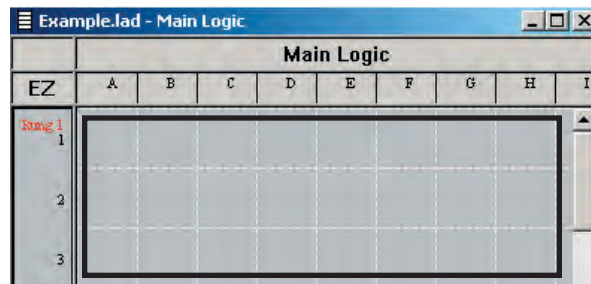 Example.lad - Main Logic
Main Logic
EZ A B C D E F G H I
Rung 1
1
2
3